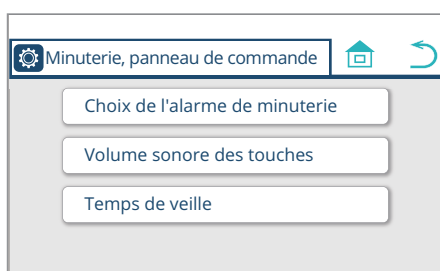 Minuterie, panneau de commande
Choix de l'alarme de minuterie
Volume sonore des touches
Temps de veille